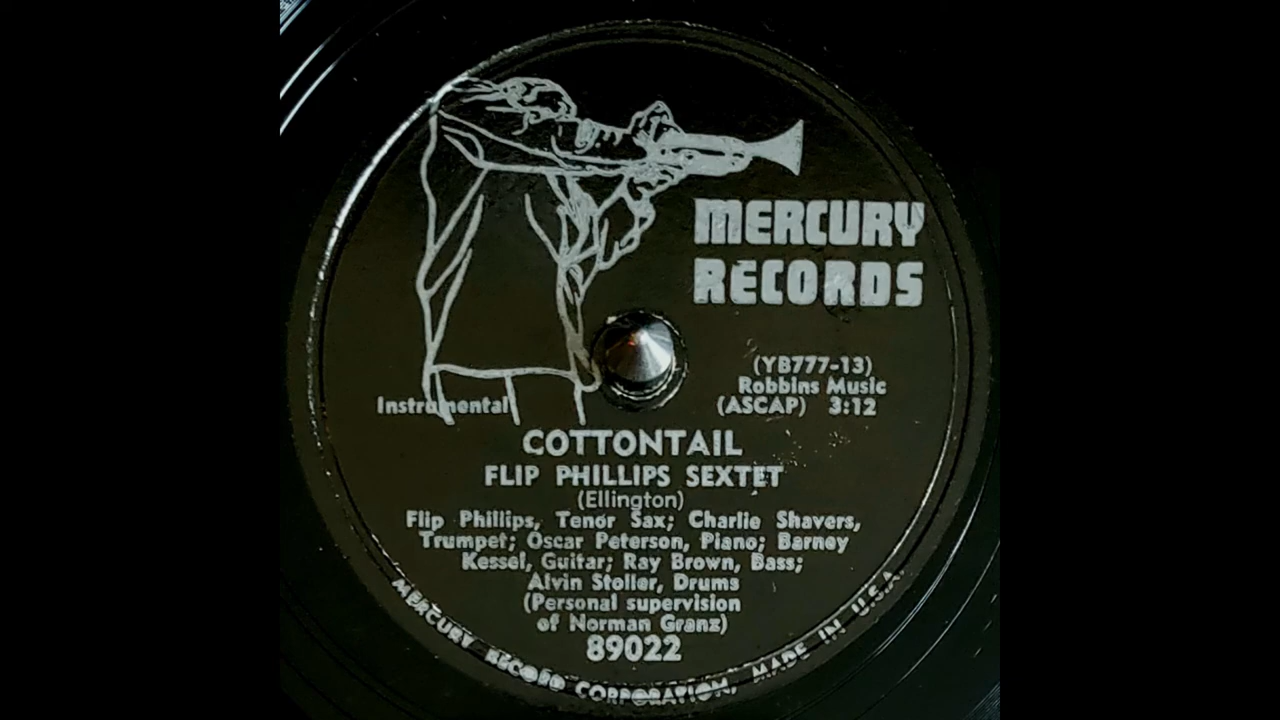 MERCURY
RECORDS
(YB777-13)
Robbins Music
(ASCAP) 3:12
Instrumental
COTTONTAIL
FLIP PHILLIPS SEXTET
(Ellington)
Flip Phillips, Tenor Sax; Charlie Shavers,
Trumpet; Oscar Peterson, Piano; Barney
Kessel, Guitar; Ray Brown, Bass;
Alvin Stoller, Drums
(Personal supervision
of Norman Granz)
89022
MERCURY RECORD CORPORATION, MADE IN U.S.A.